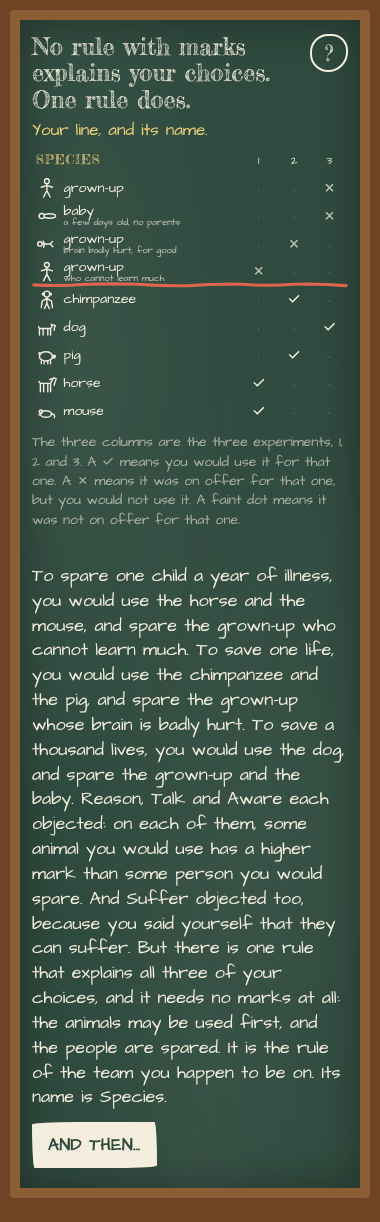 No rule with marks
explains your choices.
One rule does.
?
Your line, and its name.
SPECIES 1 2 3
grown-up · · ×
baby · · ×
a few days old, no parents
grown-up · × ·
brain badly hurt, for good
grown-up × · ·
who cannot learn much
chimpanzee · ✓ ·
dog · · ✓
pig · ✓ ·
horse ✓ · ·
mouse ✓ · ·
The three columns are the three experiments, 1,
2 and 3. A ✓ means you would use it for that
one. A × means it was on offer for that one,
but you would not use it. A faint dot means it
was not on offer for that one.
To spare one child a year of illness,
you would use the horse and the
mouse, and spare the grown-up who
cannot learn much. To save one life,
you would use the chimpanzee and
the pig, and spare the grown-up
whose brain is badly hurt. To save a
thousand lives, you would use the dog,
and spare the grown-up and the
baby. Reason, Talk and Aware each
objected: on each of them, some
animal you would use has a higher
mark than some person you would
spare. And Suffer objected too,
because you said yourself that they
can suffer. But there is one rule
that explains all three of your
choices, and it needs no marks at all:
the animals may be used first, and
the people are spared. It is the rule
of the team you happen to be on. Its
name is Species.
AND THEN...